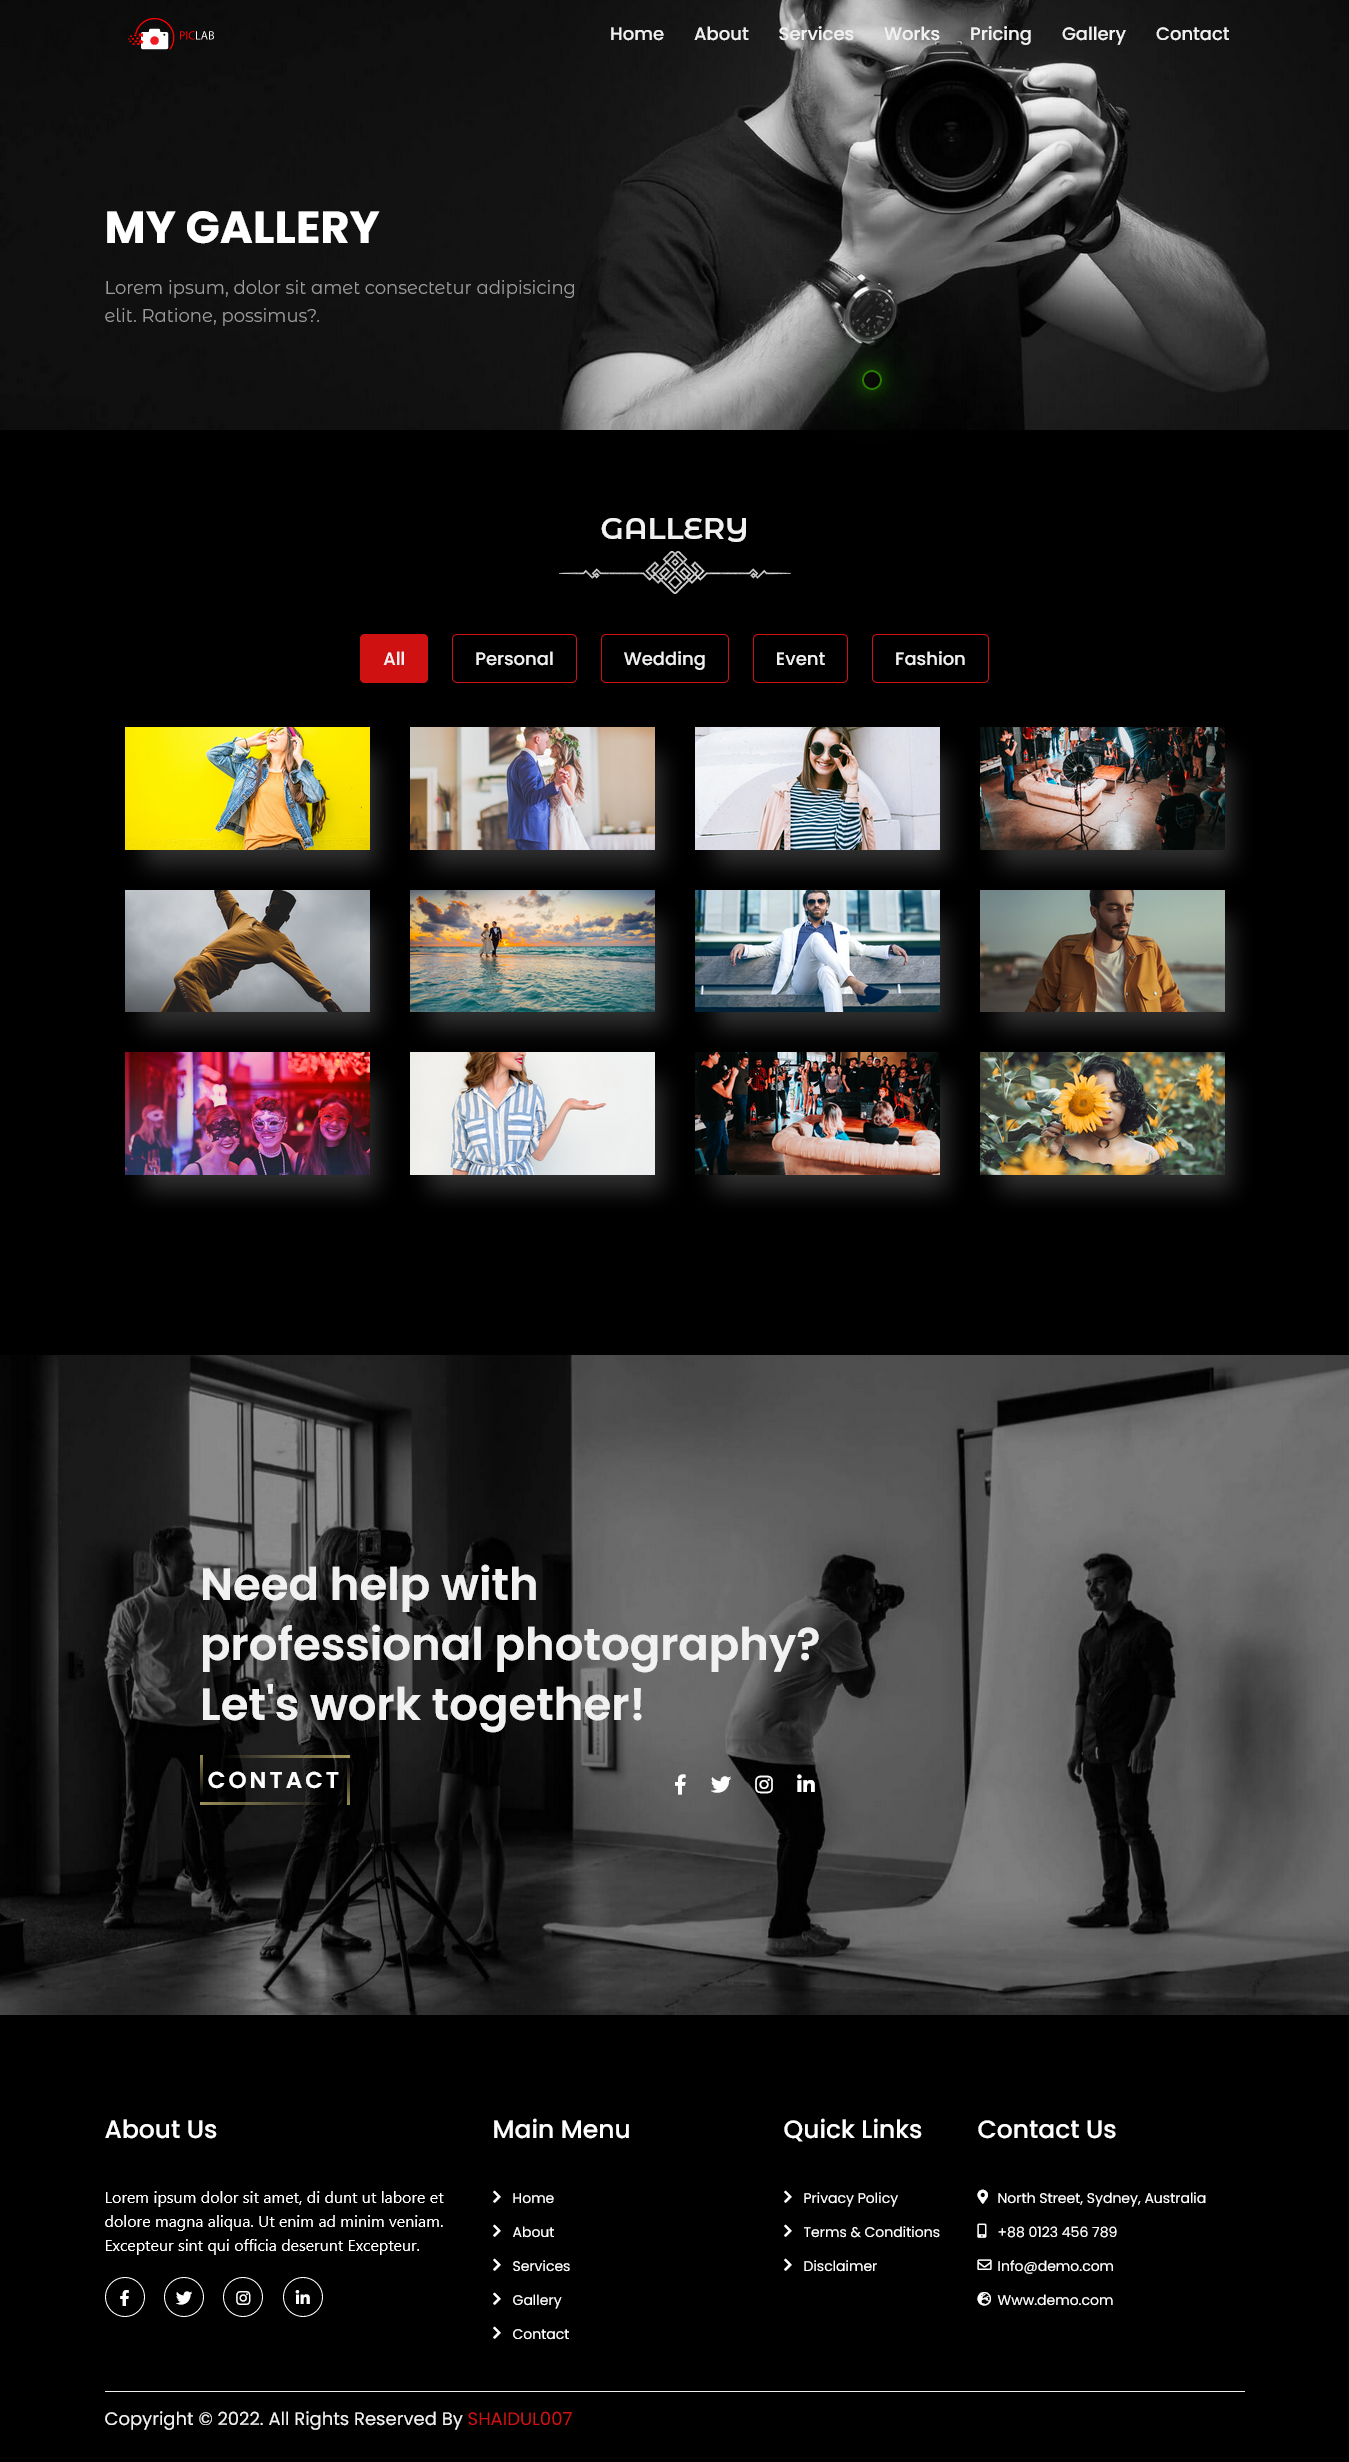 PICLAB
Home About Services Works Pricing Gallery Contact
MY GALLERY
Lorem ipsum, dolor sit amet consectetur adipisicing
elit. Ratione, possimus?.
GALLERY
All Personal Wedding Event Fashion
Need help with
professional photography?
Let's work together!
CONTACT
About Us
Lorem ipsum dolor sit amet, di dunt ut labore et
dolore magna aliqua. Ut enim ad minim veniam.
Excepteur sint qui officia deserunt Excepteur.
Main Menu
Home
About
Services
Gallery
Contact
Quick Links
Privacy Policy
Terms & Conditions
Disclaimer
Contact Us
North Street, Sydney, Australia
+88 0123 456 789
Info@demo.com
Www.demo.com
Copyright © 2022. All Rights Reserved By SHAIDUL007